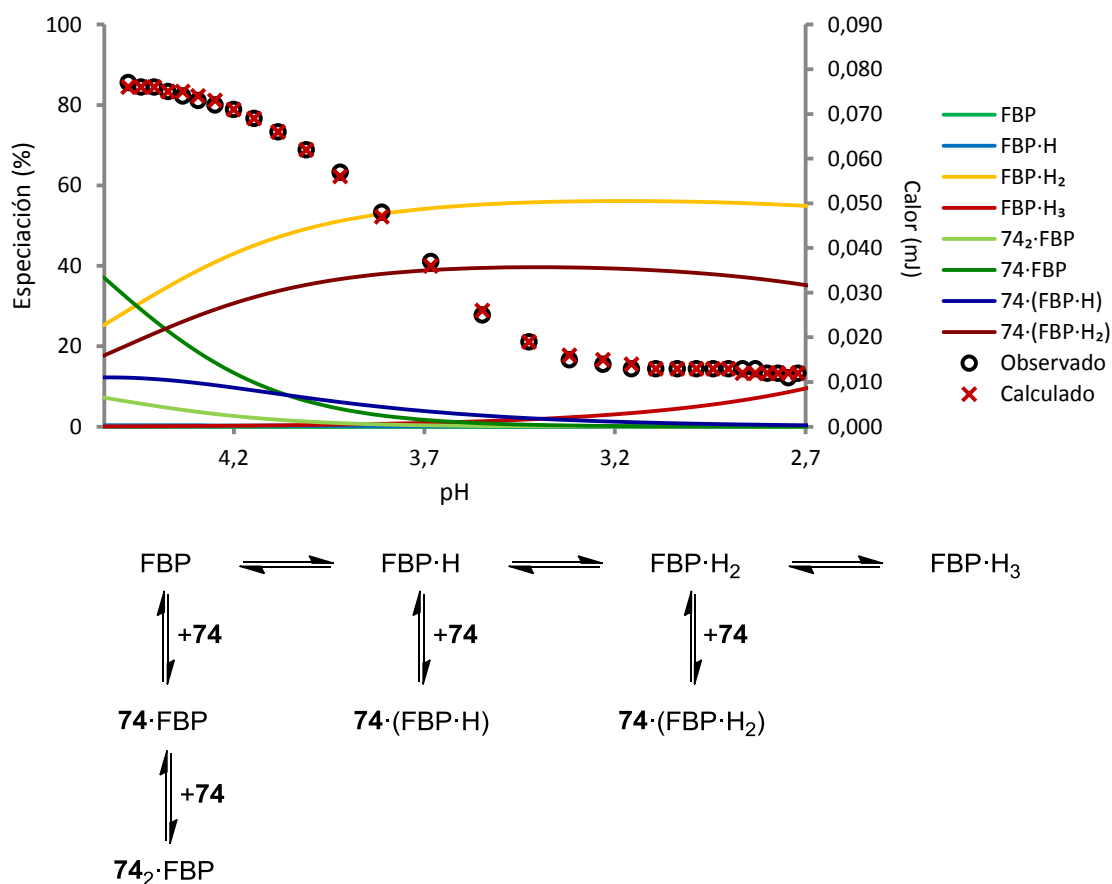 100
80
60
40
20
0
Especiación (%)
4,2
3,7
3,2
2,7
pH
0,090
0,080
0,070
0,060
0,050
0,040
0,030
0,020
0,010
0,000
Calor (mJ)
FBP
FBP·H
FBP·H₂
FBP·H₃
74₂·FBP
74·FBP
74·(FBP·H)
74·(FBP·H₂)
Observado
Calculado
FBP FBP·H FBP·H₂ FBP·H₃
+74 +74 +74
74·FBP 74·(FBP·H) 74·(FBP·H₂)
+74
74₂·FBP